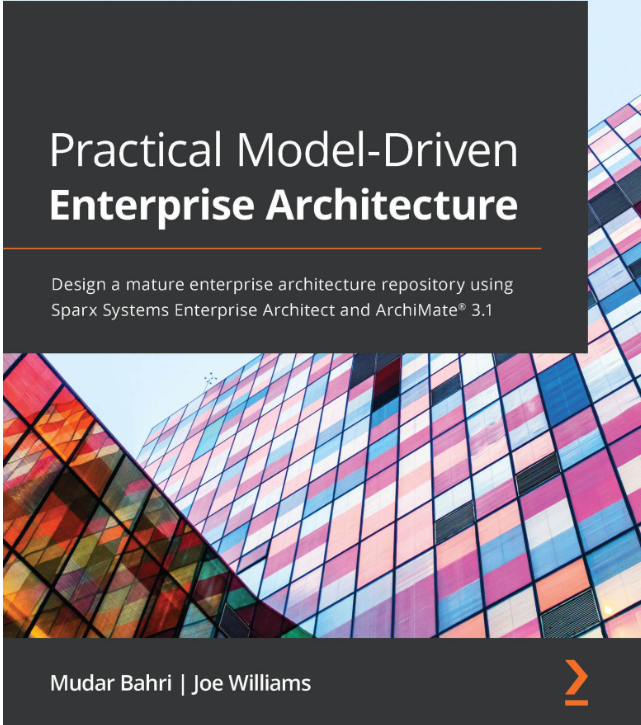 Practical Model-Driven
Enterprise Architecture
Design a mature enterprise architecture repository using
Sparx Systems Enterprise Architect and ArchiMate® 3.1
Mudar Bahri | Joe Williams